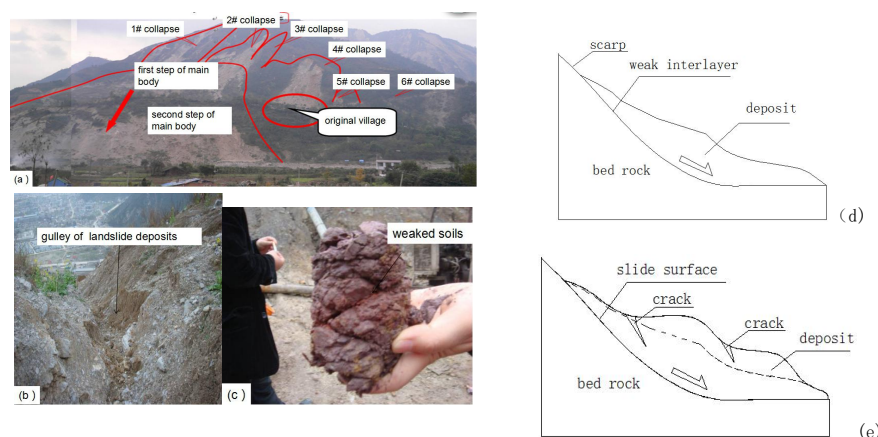 2# collapse
1# collapse
3# collapse
4# collapse
first step of main
body
5# collapse
6# collapse
second step of
main body
original village
(a)
gulley of landslide deposits
(b)
weaked soils
(c)
scarp
weak interlayer
deposit
bed rock
(d)
slide surface
crack
crack
deposit
bed rock
(e)